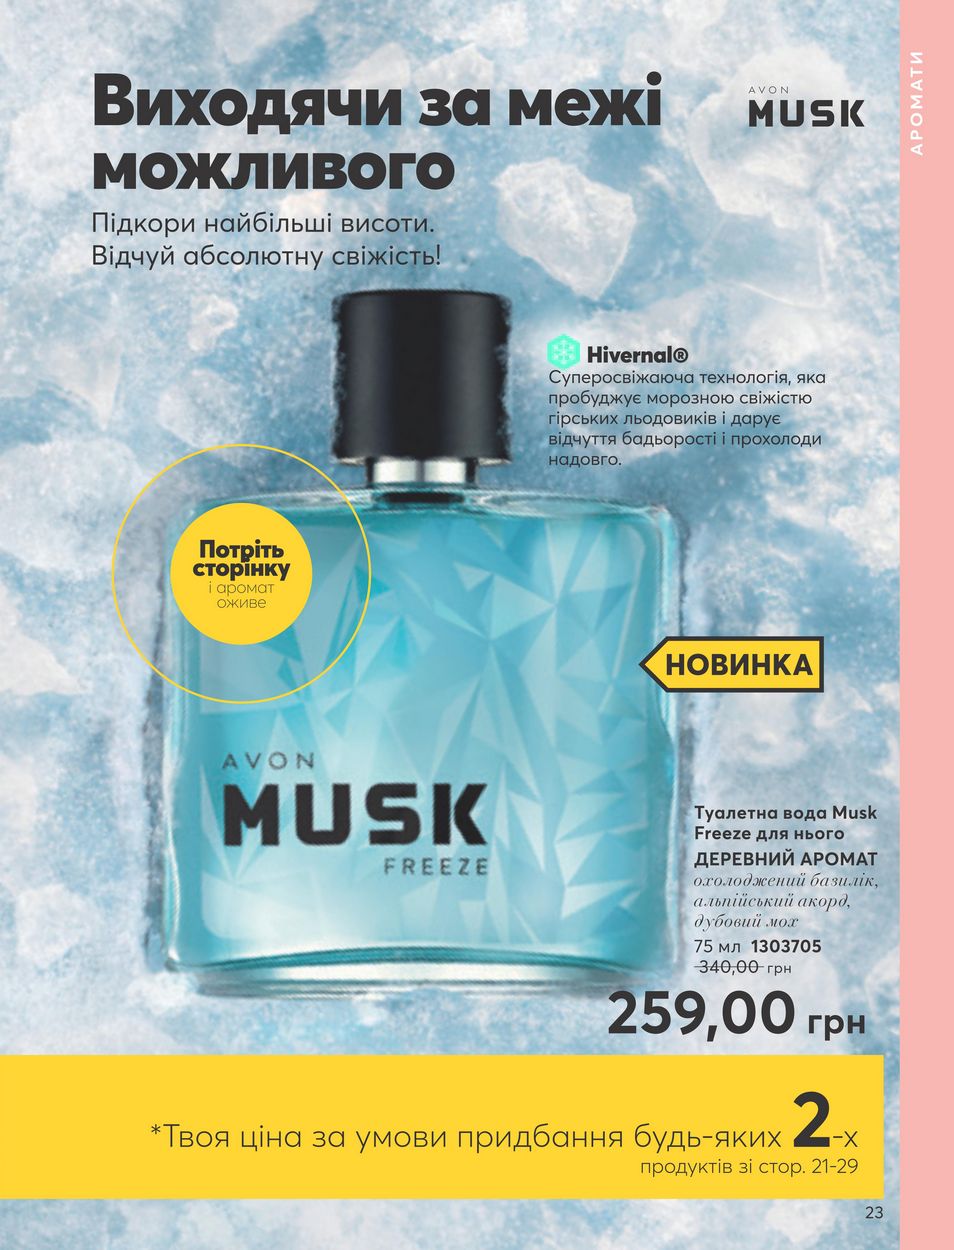 Виходячи за межі
можливого
Підкори найбільші висоти.
Відчуй абсолютну свіжість!
AVON
MUSK
АРОМАТИ
Hivernal®
Суперосвіжаюча технологія, яка
пробуджує морозною свіжістю
гірських льодовиків і дарує
відчуття бадьорості і прохолоди
надовго.
Потріть
сторінку
і аромат
оживе
НОВИНКА
AVON
MUSK
FREEZE
Туалетна вода Musk
Freeze для нього
ДЕРЕВНИЙ АРОМАТ
охолоджений базилік,
альпійський акорд,
дубовий мох
75 мл 1303705
340,00 грн
259,00 грн
*Твоя ціна за умови придбання будь-яких 2-х
продуктів зі стор. 21-29
23